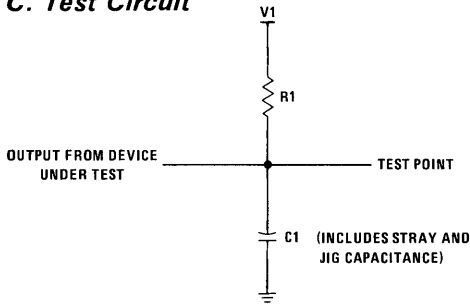 C. Test Circuit
V1
R1
OUTPUT FROM DEVICE
UNDER TEST
TEST POINT
C1 (INCLUDES STRAY AND
JIG CAPACITANCE)